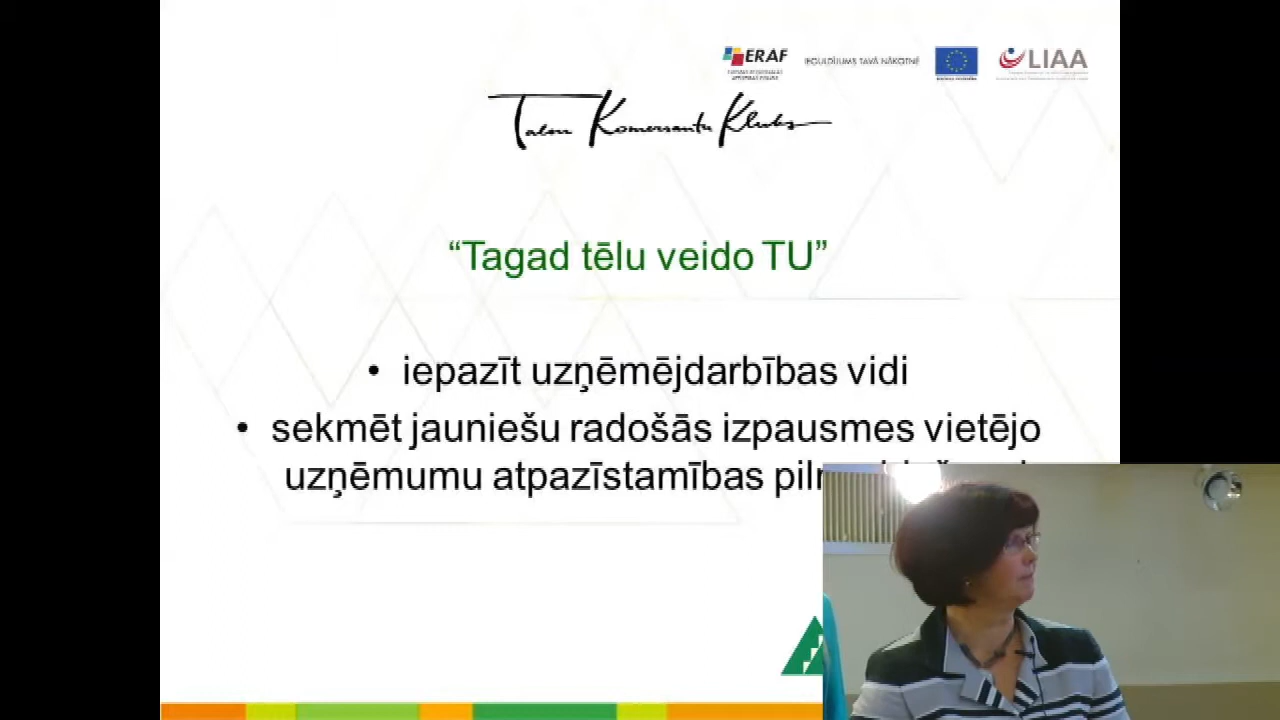 ERAF
IEGULDĪJUMS TAVĀ NĀKOTNĒ
LIAA
Talsu Komersantu Klubs
“Tagad tēlu veido TU”
• iepazīt uzņēmējdarbības vidi
• sekmēt jauniešu radošās izpausmes vietējo
uzņēmumu atpazīstamības